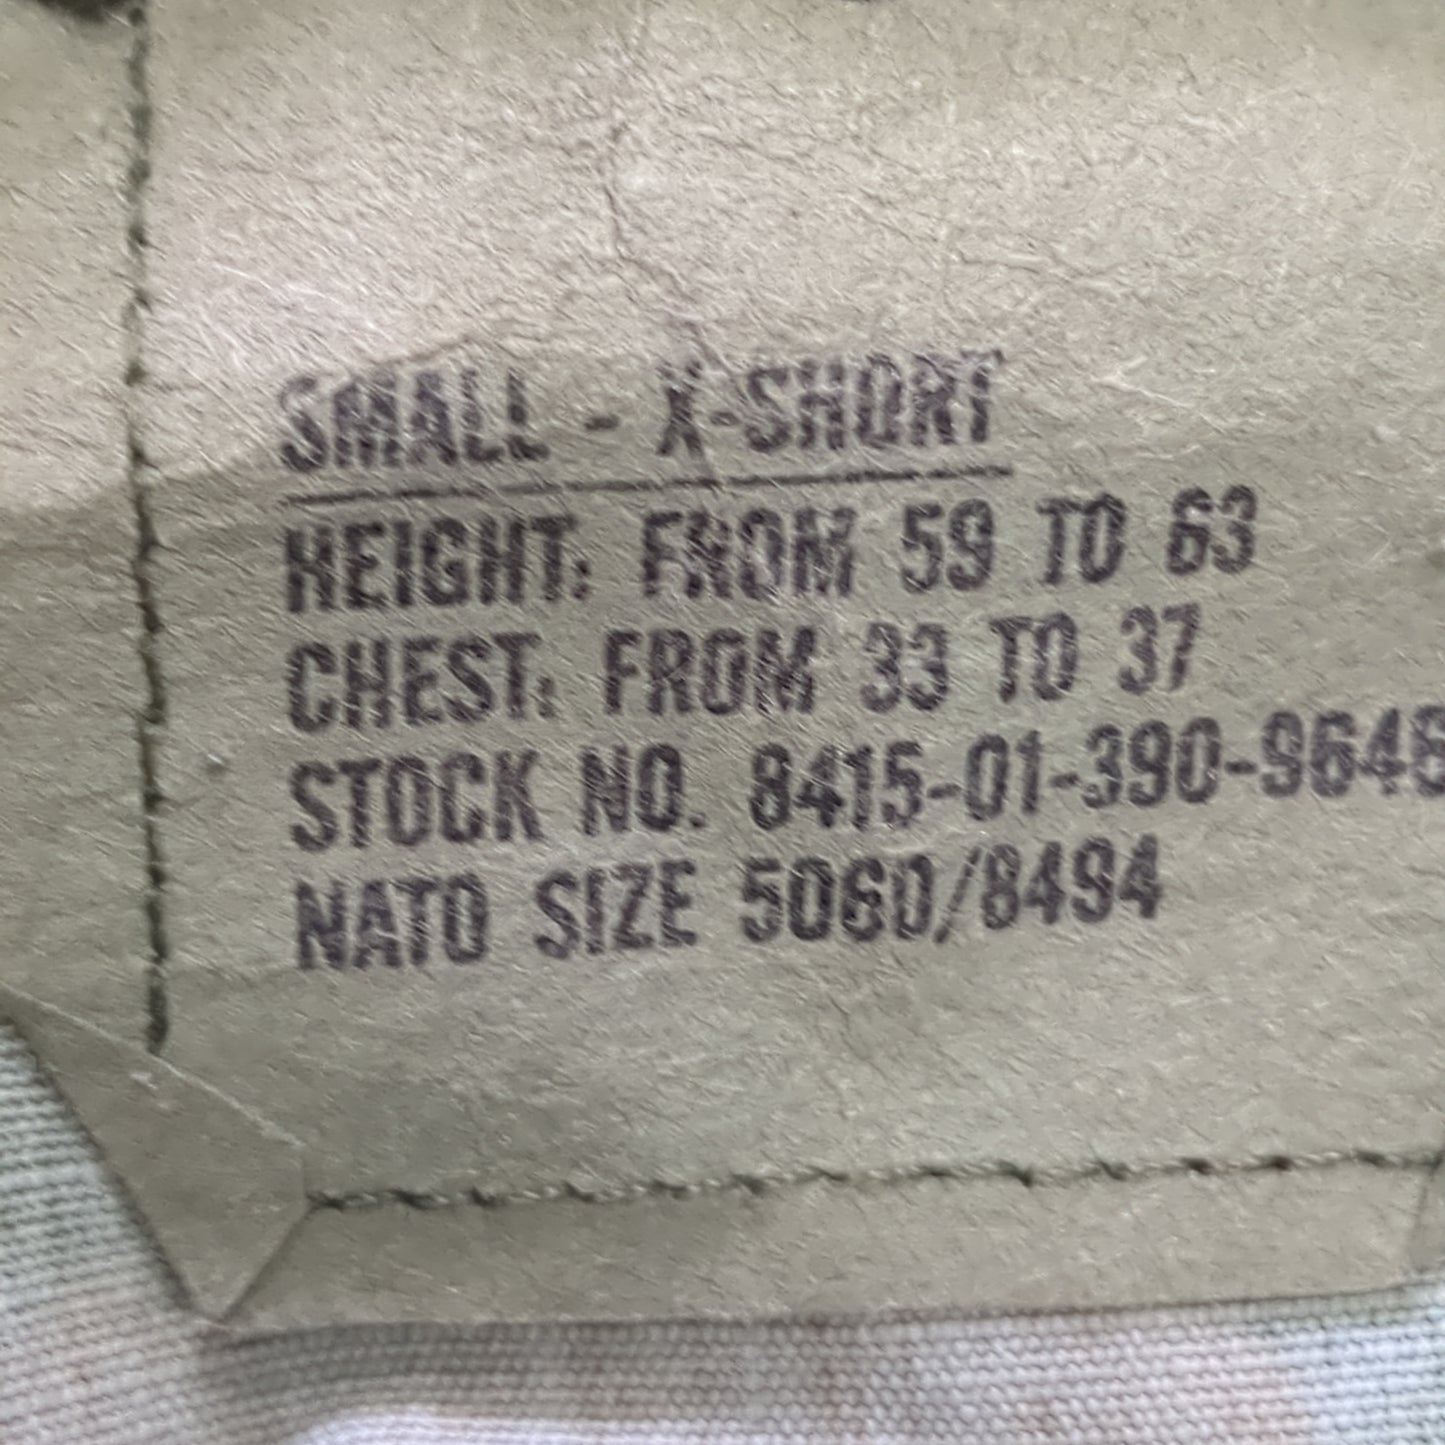 SMALL - X-SHORT
HEIGHT: FROM 59 TO 63
CHEST: FROM 33 TO 37
STOCK NO. 8415-01-390-9646
NATO SIZE 5060/8494